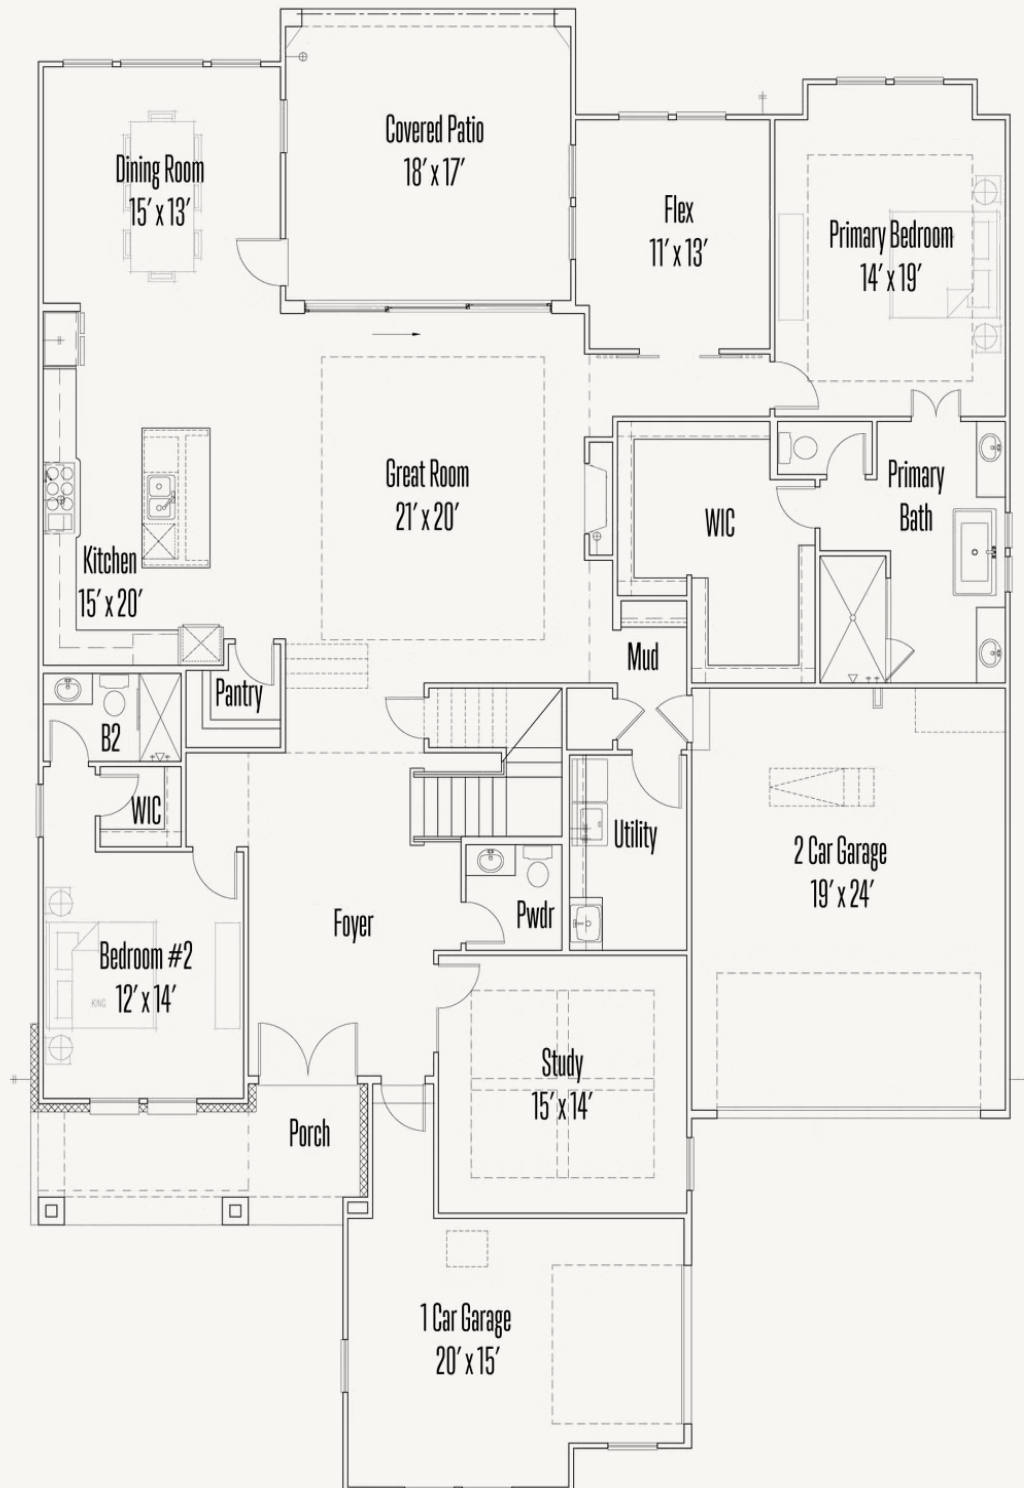 Covered Patio
18' x 17'
Dining Room
15' x 13'
Flex
11' x 13'
Primary Bedroom
14' x 19'
Great Room
21' x 20'
Primary
Bath
WIC
Kitchen
15' x 20'
Mud
Pantry
B2
WIC
Utility
2 Car Garage
19' x 24'
Pwdr
Foyer
Bedroom #2
12' x 14'
KING
Study
15' x 14'
Porch
1 Car Garage
20' x 15'